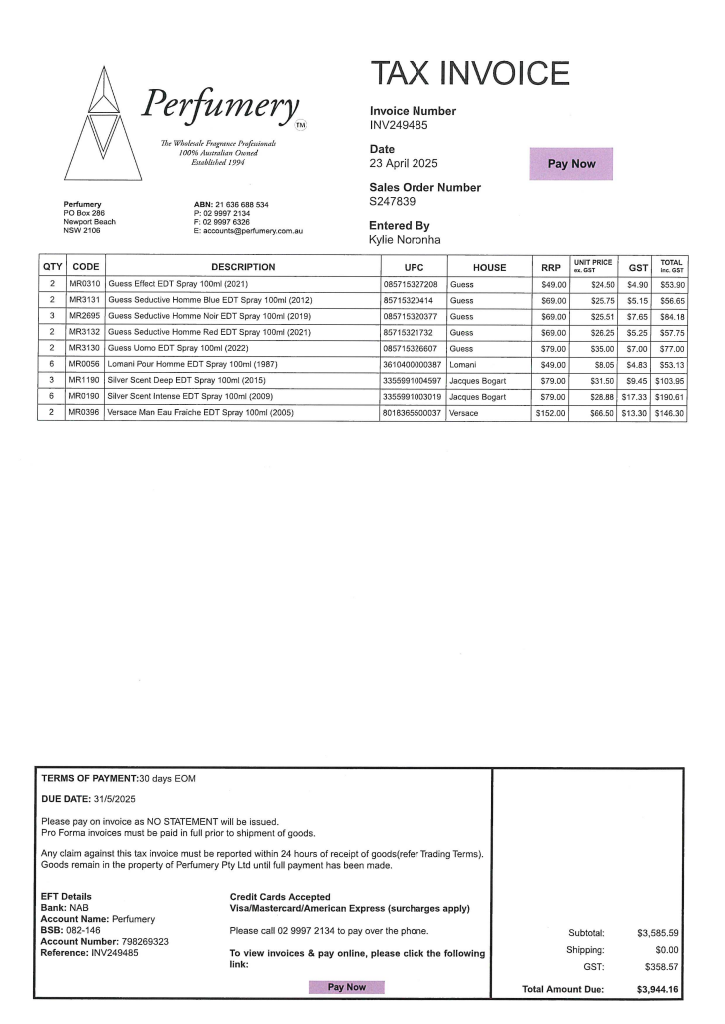 TAX INVOICE
Perfumery
TM
The Wholesale Fragrance Professionals
100% Australian Owned
Established 1994
Invoice Number
INV249485
Date
23 April 2025
Pay Now
Sales Order Number
S247839
Entered By
Kylie Noronha
Perfumery
PO Box 286
Newport Beach
NSW 2106
ABN: 21 636 688 534
P: 02 9997 2134
F: 02 9997 6326
E: accounts@perfumery.com.au
QTY CODE DESCRIPTION UFC HOUSE RRP UNIT PRICE ex. GST GST TOTAL inc. GST
2 MR0310 Guess Effect EDT Spray 100ml (2021) 085715327208 Guess $49.00 $24.50 $4.90 $53.90
2 MR3131 Guess Seductive Homme Blue EDT Spray 100ml (2012) 85715320414 Guess $69.00 $25.75 $5.15 $56.65
3 MR2695 Guess Seductive Homme Noir EDT Spray 100ml (2019) 085715320377 Guess $69.00 $25.51 $7.65 $84.18
2 MR3132 Guess Seductive Homme Red EDT Spray 100ml (2021) 85715321732 Guess $69.00 $26.25 $5.25 $57.75
2 MR3130 Guess Uomo EDT Spray 100ml (2022) 085715326607 Guess $79.00 $35.00 $7.00 $77.00
6 MR0056 Lomani Pour Homme EDT Spray 100ml (1987) 3610400000387 Lomani $49.00 $8.05 $4.83 $53.13
3 MR1190 Silver Scent Deep EDT Spray 100ml (2015) 3355991004597 Jacques Bogart $79.00 $31.50 $9.45 $103.95
6 MR0190 Silver Scent Intense EDT Spray 100ml (2009) 3355991003019 Jacques Bogart $79.00 $28.88 $17.33 $190.61
2 MR0396 Versace Man Eau Fraiche EDT Spray 100ml (2005) 8018365500037 Versace $152.00 $66.50 $13.30 $146.30
TERMS OF PAYMENT:30 days EOM
DUE DATE: 31/5/2025
Please pay on invoice as NO STATEMENT will be issued.
Pro Forma invoices must be paid in full prior to shipment of goods.
Any claim against this tax invoice must be reported within 24 hours of receipt of goods(refer Trading Terms).
Goods remain in the property of Perfumery Pty Ltd until full payment has been made.
EFT Details
Bank: NAB
Account Name: Perfumery
BSB: 082-146
Account Number: 798269323
Reference: INV249485
Credit Cards Accepted
Visa/Mastercard/American Express (surcharges apply)
Please call 02 9997 2134 to pay over the phone.
To view invoices & pay online, please click the following
link:
Pay Now
Subtotal: $3,585.59
Shipping: $0.00
GST: $358.57
Total Amount Due: $3,944.16